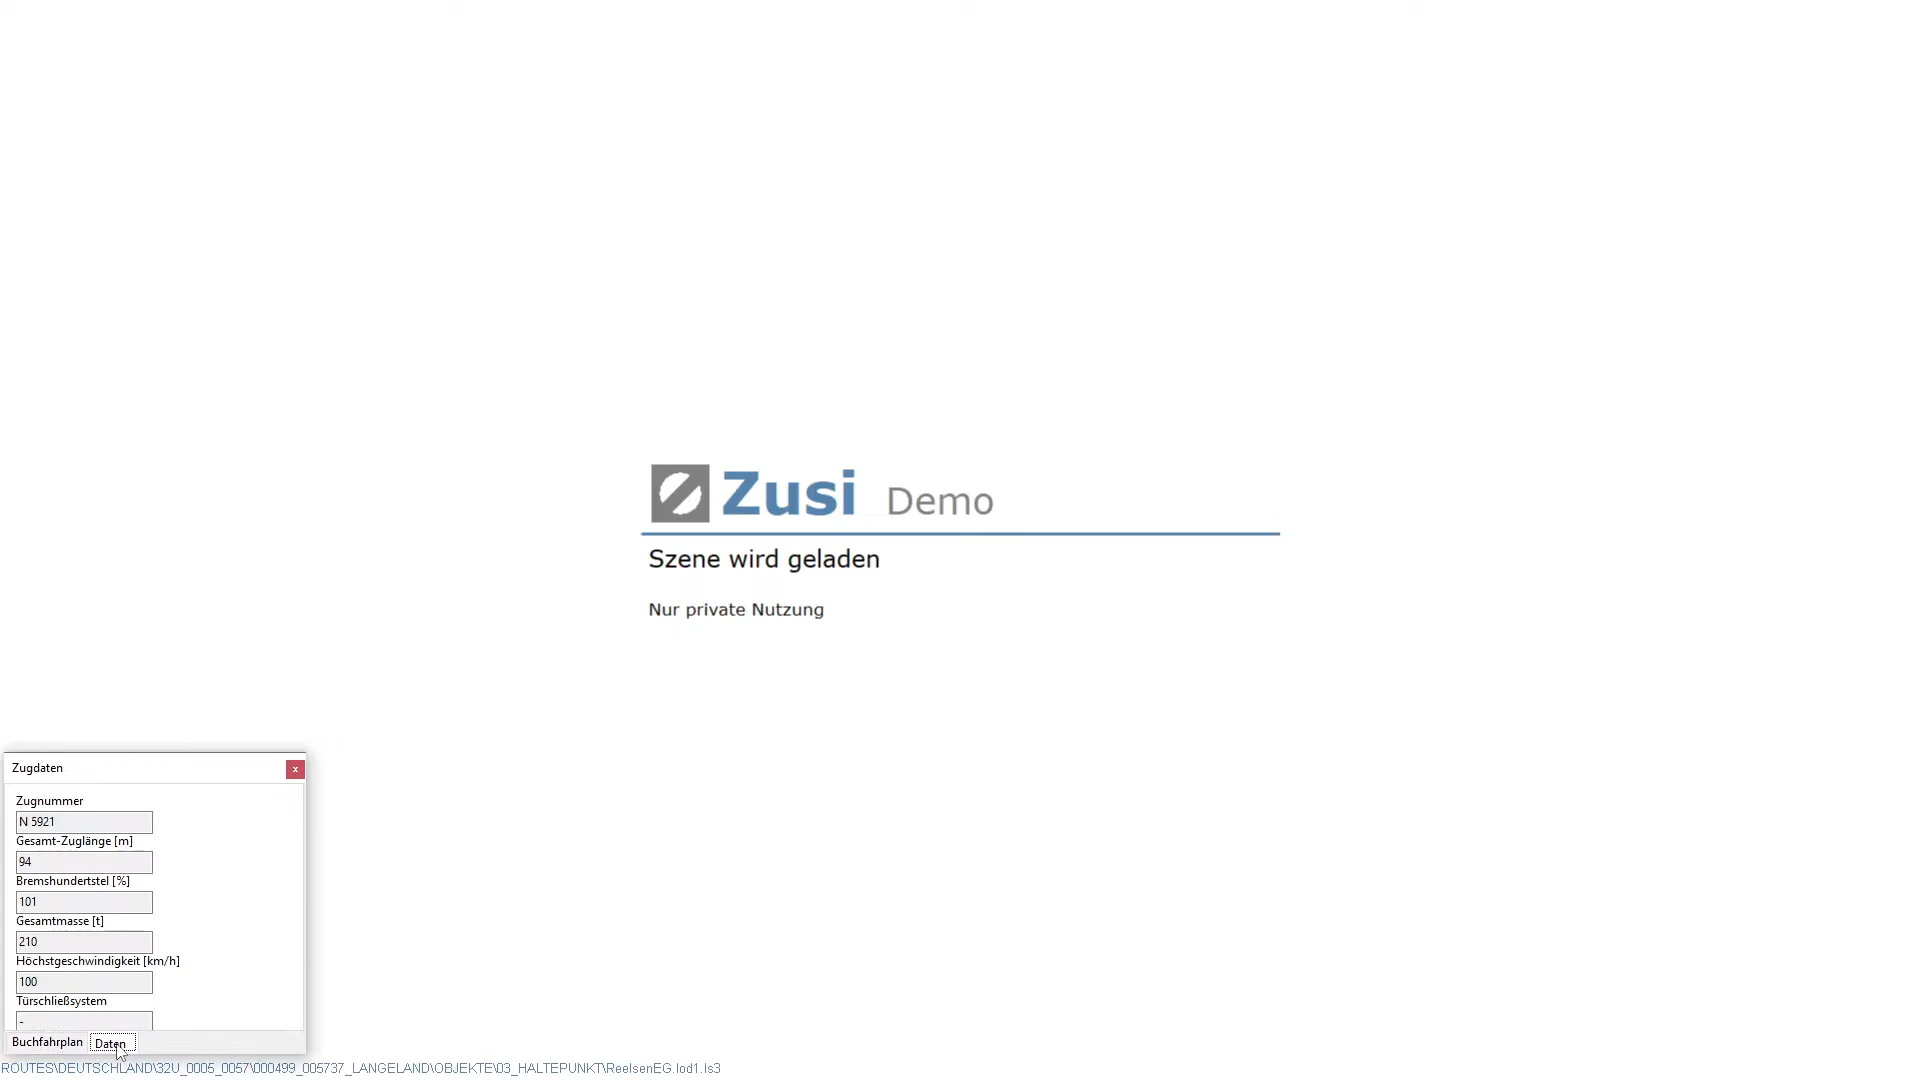 Zusi Demo
Szene wird geladen
Nur private Nutzung
Zugdaten
x
Zugnummer
N 5921
Gesamt-Zuglänge [m]
94
Bremshundertstel [%]
101
Gesamtmasse [t]
210
Höchstgeschwindigkeit [km/h]
100
Türschließsystem
-
Buchfahrplan Daten
ROUTES\DEUTSCHLAND\32U_0005_0057\000499_005737_LANGELAND\OBJEKTE\03_HALTEPUNKT\ReelsenEG.lod1.ls3